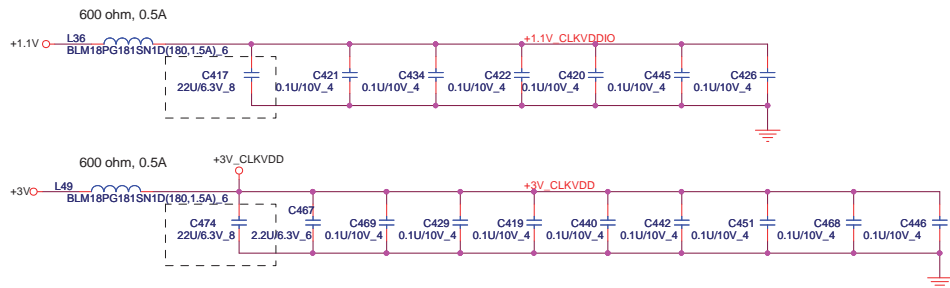 600 ohm, 0.5A
+1.1V
L36
BLM18PG181SN1D(180,1.5A)_6
+1.1V_CLKVDDIO
C417
22U/6.3V_8
C421
0.1U/10V_4
C434
0.1U/10V_4
C422
0.1U/10V_4
C420
0.1U/10V_4
C445
0.1U/10V_4
C426
0.1U/10V_4
600 ohm, 0.5A
+3V_CLKVDD
+3V
L49
BLM18PG181SN1D(180,1.5A)_6
+3V_CLKVDD
C474
22U/6.3V_8
C467
2.2U/6.3V_6
C469
0.1U/10V_4
C429
0.1U/10V_4
C419
0.1U/10V_4
C440
0.1U/10V_4
C442
0.1U/10V_4
C451
0.1U/10V_4
C468
0.1U/10V_4
C446
0.1U/10V_4